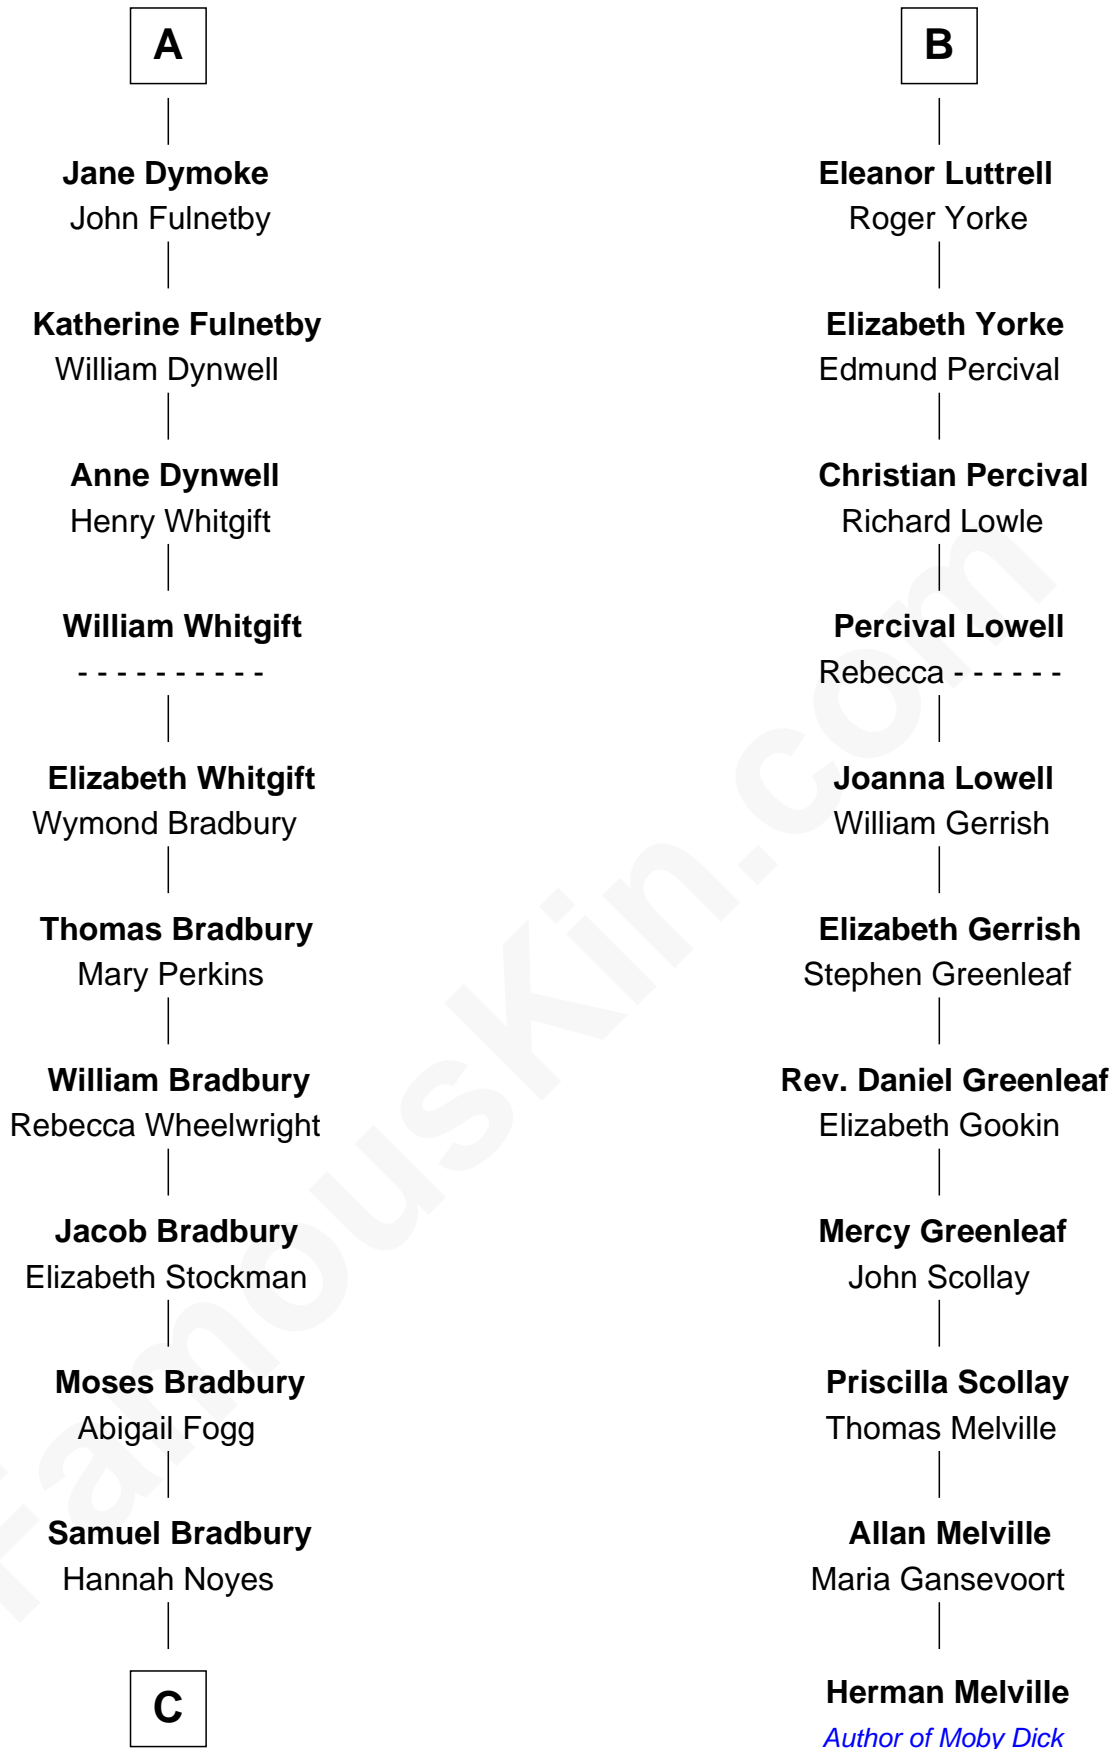 A
Jane Dymoke
John Fulnetby
Katherine Fulnetby
William Dynwell
Anne Dynwell
Henry Whitgift
William Whitgift
- - - - - - - - - -
Elizabeth Whitgift
Wymond Bradbury
Thomas Bradbury
Mary Perkins
William Bradbury
Rebecca Wheelwright
Jacob Bradbury
Elizabeth Stockman
Moses Bradbury
Abigail Fogg
Samuel Bradbury
Hannah Noyes
C
B
Eleanor Luttrell
Roger Yorke
Elizabeth Yorke
Edmund Percival
Christian Percival
Richard Lowle
Percival Lowell
Rebecca - - - - - -
Joanna Lowell
William Gerrish
Elizabeth Gerrish
Stephen Greenleaf
Rev. Daniel Greenleaf
Elizabeth Gookin
Mercy Greenleaf
John Scollay
Priscilla Scollay
Thomas Melville
Allan Melville
Maria Gansevoort
Herman Melville
Author of Moby Dick
FamousKin.com